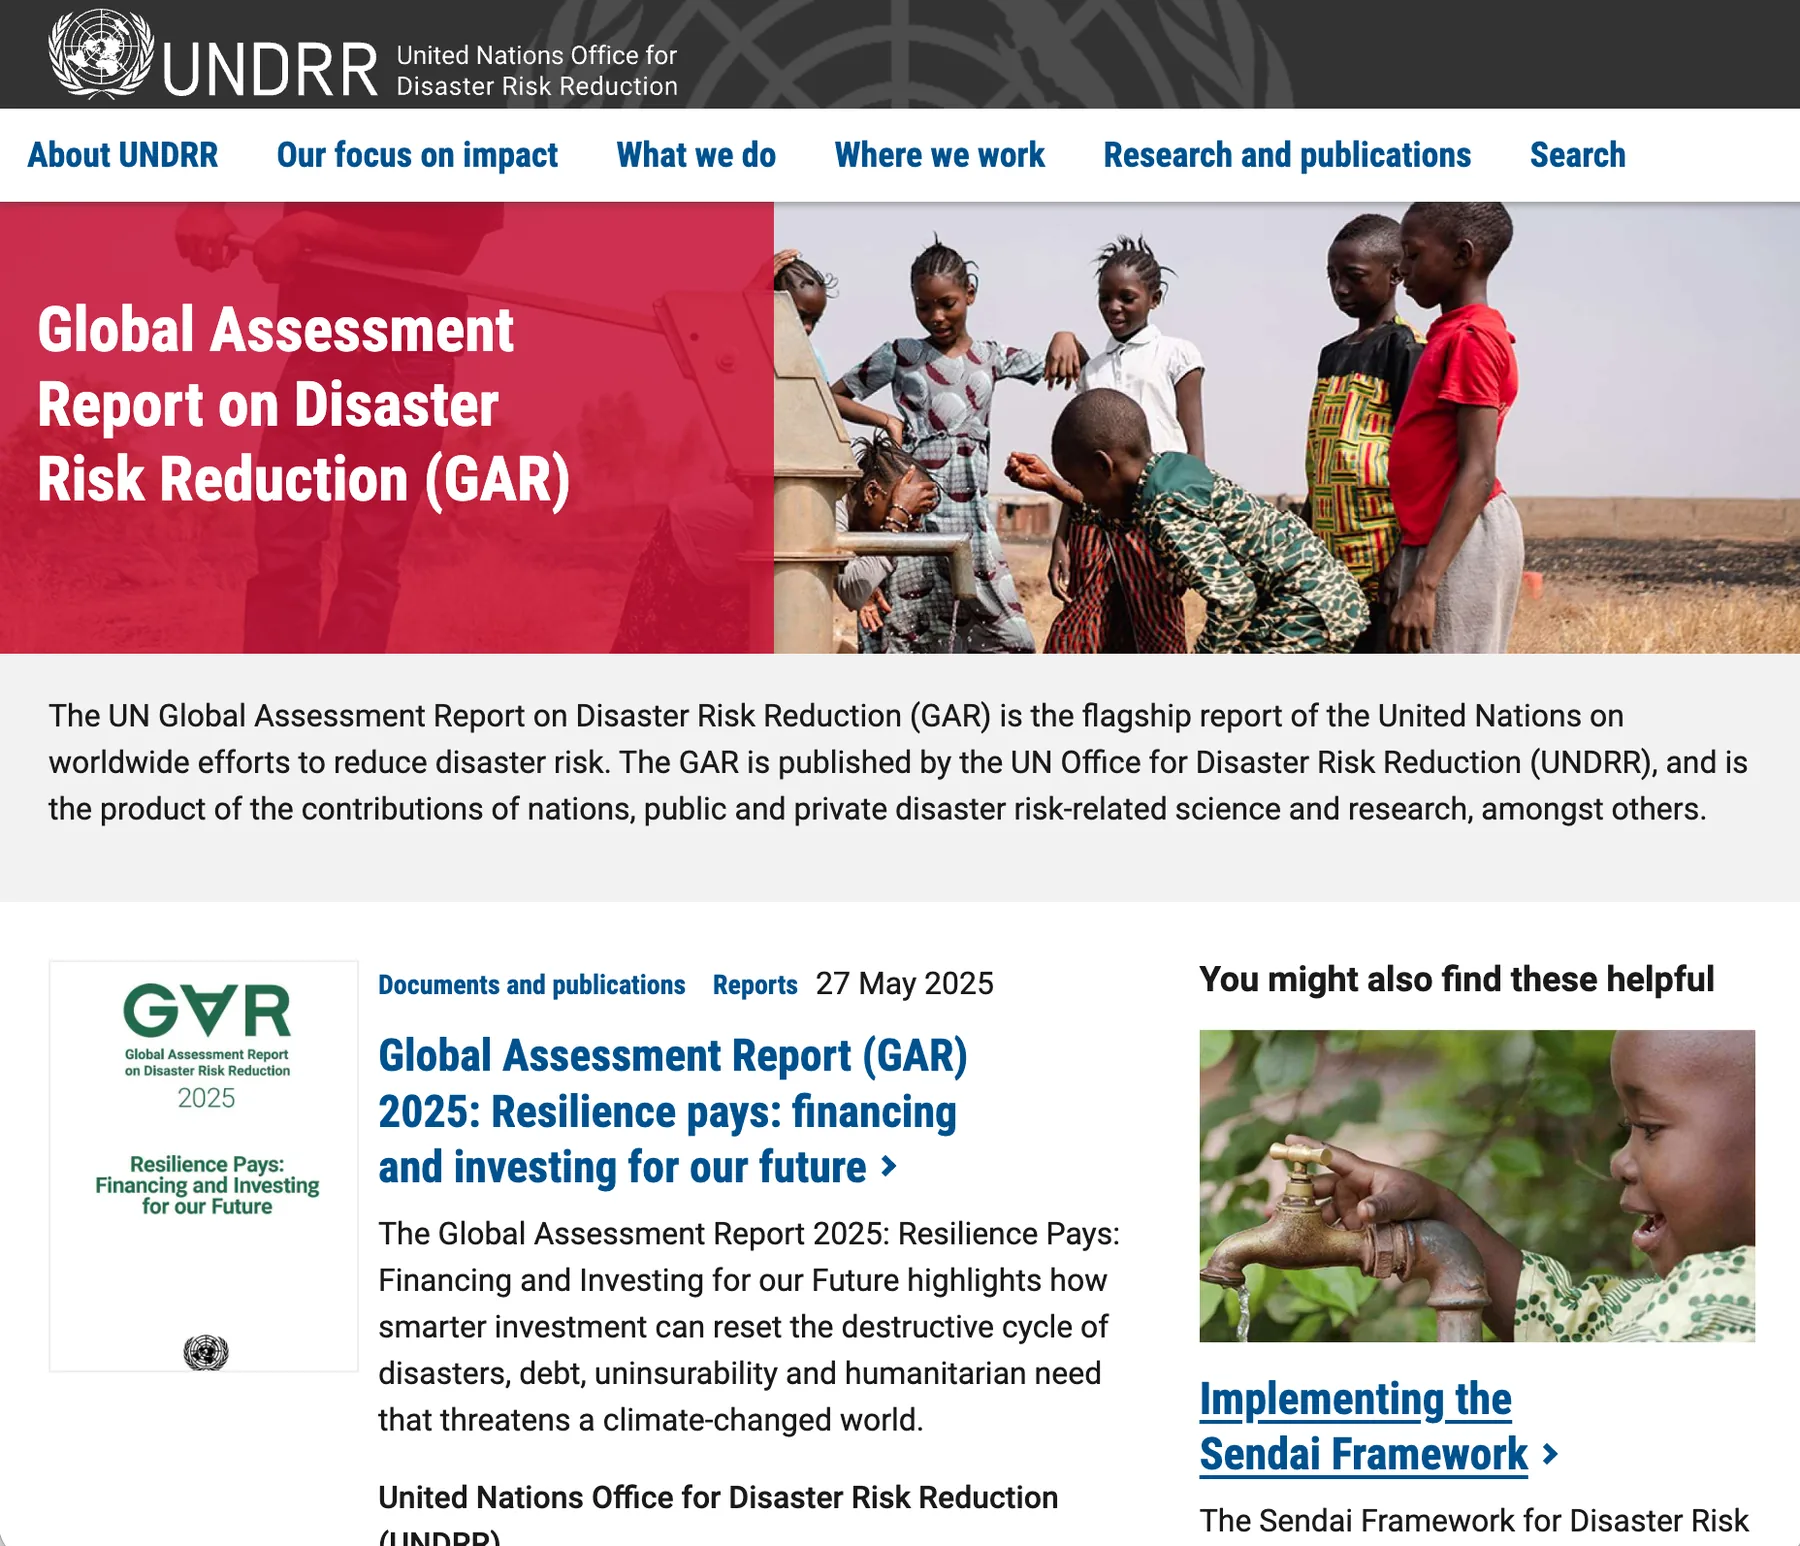 UNDRR
United Nations Office for
Disaster Risk Reduction
About UNDRR
Our focus on impact
What we do
Where we work
Research and publications
Search
Global Assessment
Report on Disaster
Risk Reduction (GAR)
The UN Global Assessment Report on Disaster Risk Reduction (GAR) is the flagship report of the United Nations on
worldwide efforts to reduce disaster risk. The GAR is published by the UN Office for Disaster Risk Reduction (UNDRR), and is
the product of the contributions of nations, public and private disaster risk-related science and research, amongst others.
GAR
Global Assessment Report
on Disaster Risk Reduction
2025
Resilience Pays:
Financing and Investing
for our Future
Documents and publications Reports 27 May 2025
Global Assessment Report (GAR)
2025: Resilience pays: financing
and investing for our future
The Global Assessment Report 2025: Resilience Pays:
Financing and Investing for our Future highlights how
smarter investment can reset the destructive cycle of
disasters, debt, uninsurability and humanitarian need
that threatens a climate-changed world.
United Nations Office for Disaster Risk Reduction
(UNDRR)
You might also find these helpful
Implementing the
Sendai Framework
The Sendai Framework for Disaster Risk